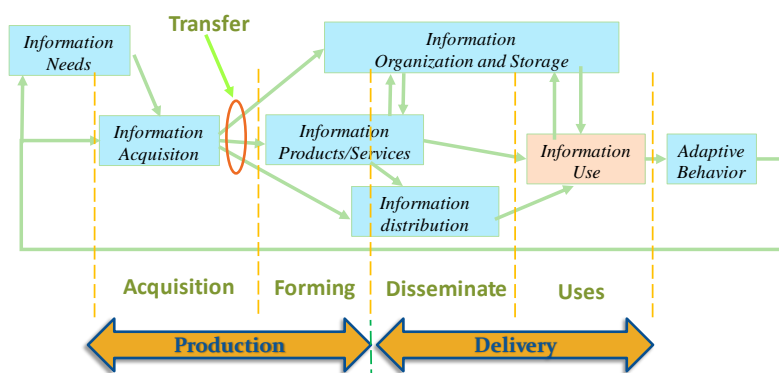 Transfer
Information
Needs
Information
Organization and Storage
Information
Acquisiton
Information
Products/Services
Information
Use
Adaptive
Behavior
Information
distribution
Acquisition
Forming
Disseminate
Uses
Production
Delivery